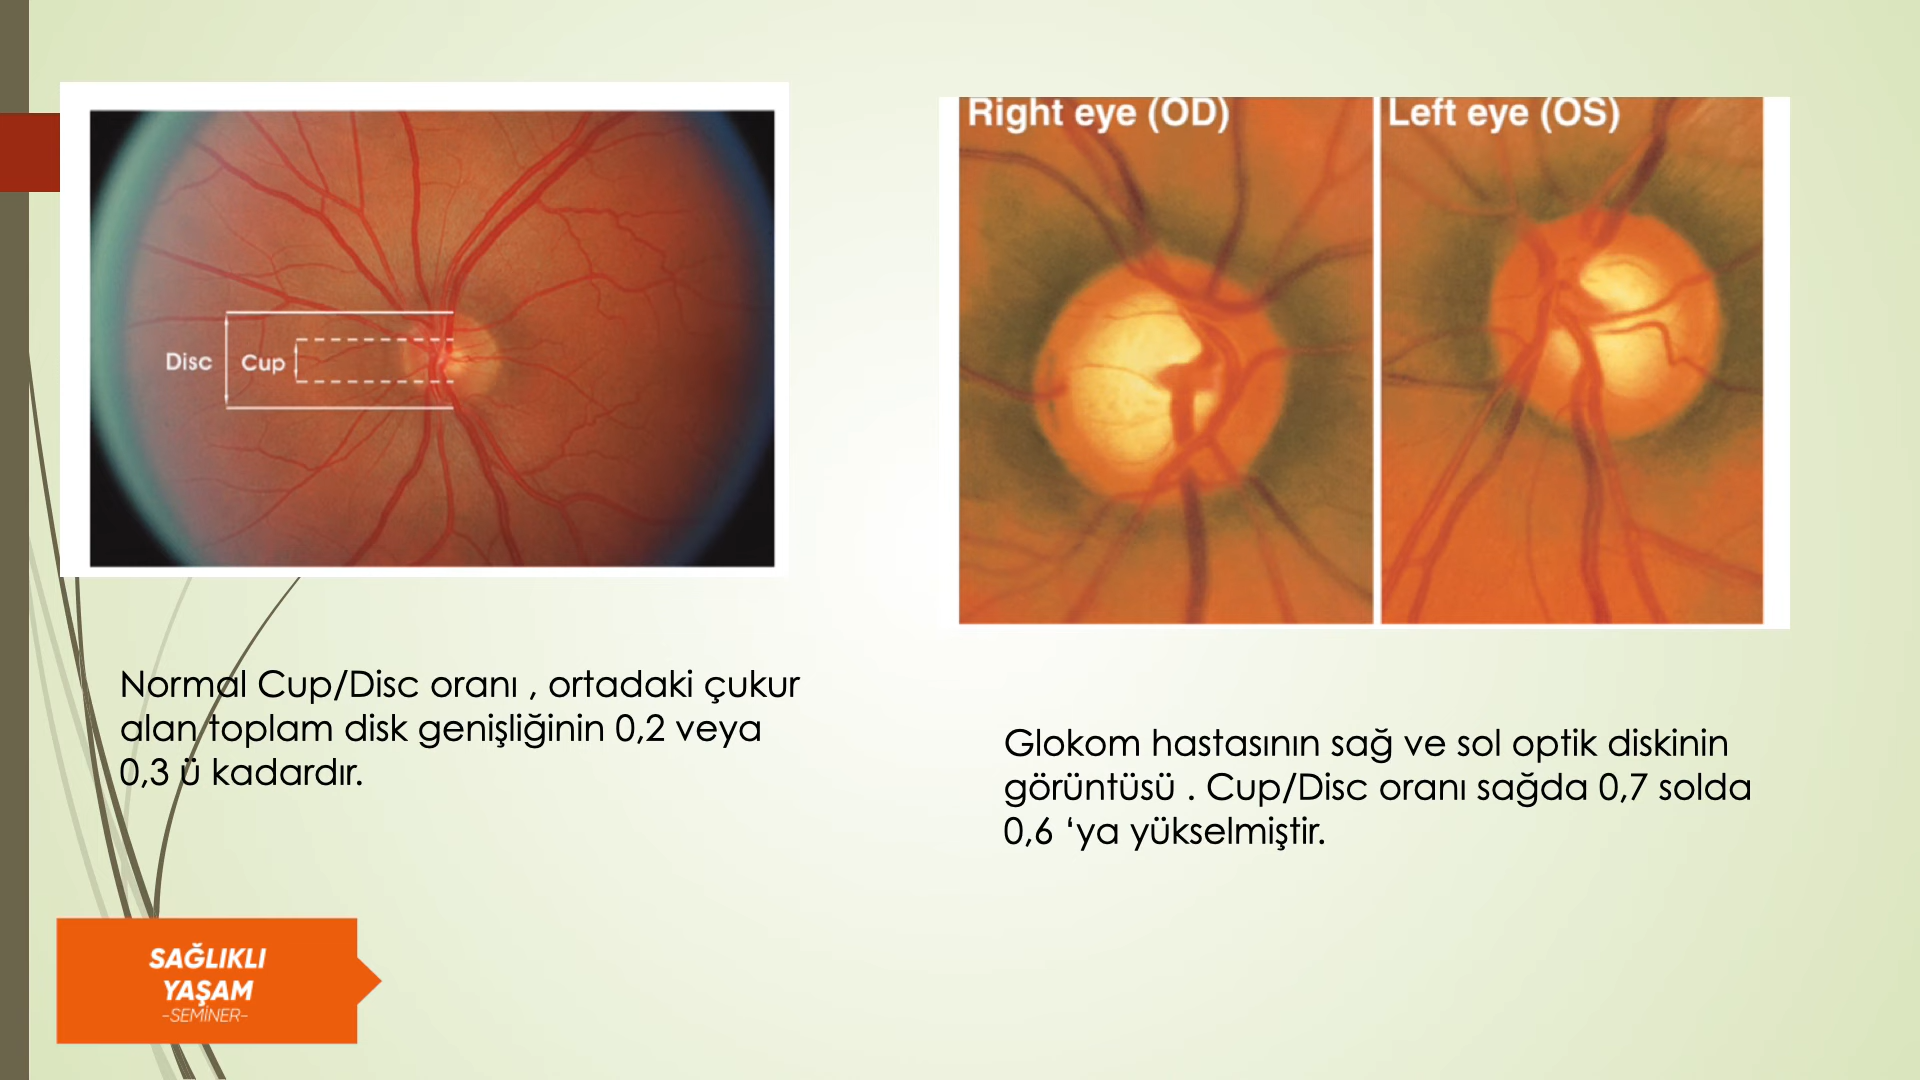 Disc Cup
Right eye (OD)
Left eye (OS)
Normal Cup/Disc oranı , ortadaki çukur
alan toplam disk genişliğinin 0,2 veya
0,3 ü kadardır.
Glokom hastasının sağ ve sol optik diskinin
görüntüsü . Cup/Disc oranı sağda 0,7 solda
0,6 ‘ya yükselmiştir.
SAĞLIKLI
YAŞAM
-SEMİNER-